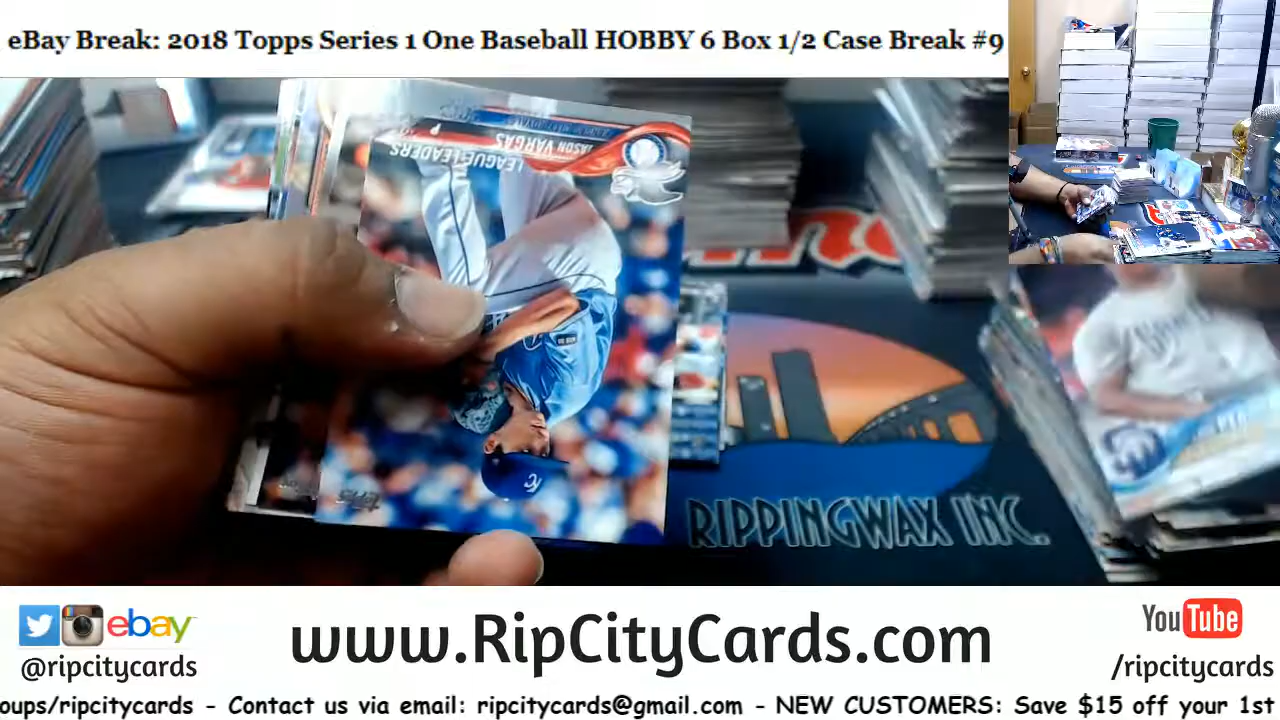 eBay Break: 2018 Topps Series 1 One Baseball HOBBY 6 Box 1/2 Case Break #9
JASON VARGAS
P
LEAGUE LEADERS
KC
TOPPS
RIPPINGWAX INC.
ebay
@ripcitycards
www.RipCityCards.com
YouTube
/ripcitycards
oups/ripcitycards - Contact us via email: ripcitycards@gmail.com - NEW CUSTOMERS: Save $15 off your 1st